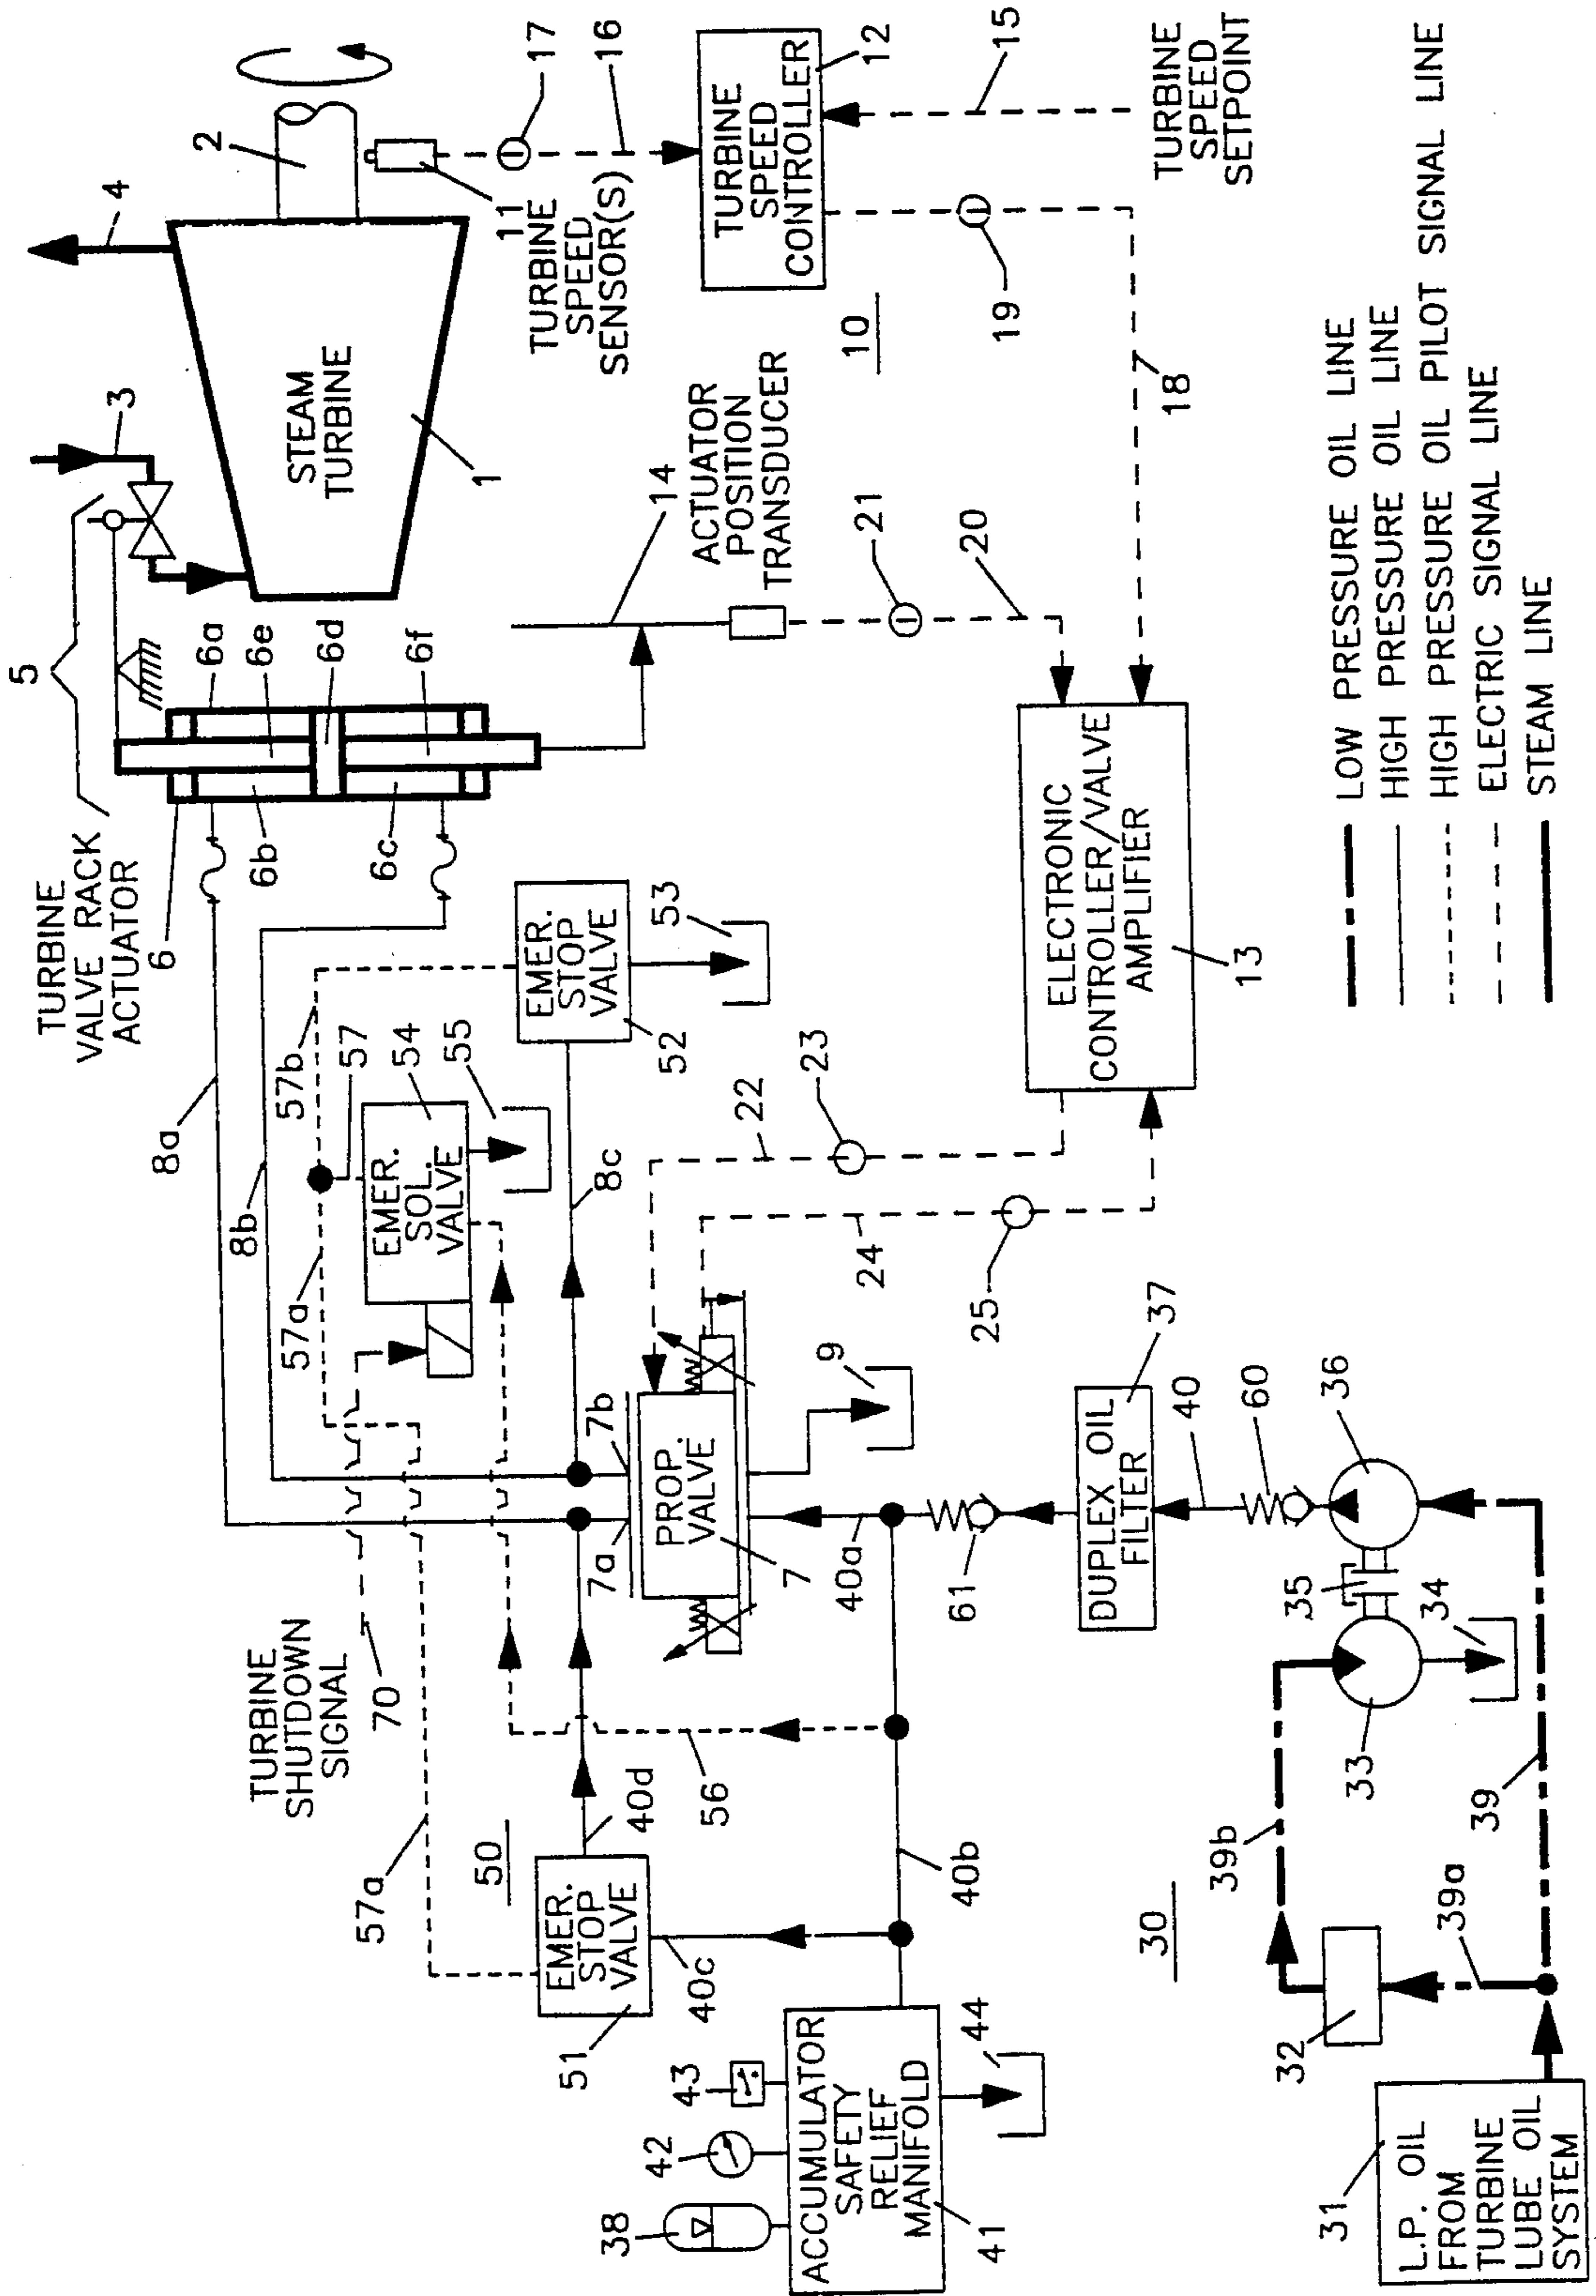 TURBINE
VALVE RACK
ACTUATOR
5
6
6a
6e
6d
6f
6b
6c
3
4
STEAM
TURBINE
1
2
11
TURBINE
SPEED
SENSOR(S)
17
16
TURBINE
SPEED
CONTROLLER
12
15
TURBINE
SPEED
SETPOINT
10
19
18
14
ACTUATOR
POSITION
TRANSDUCER
21
20
ELECTRONIC
CONTROLLER/VALVE
AMPLIFIER
13
22
23
24
25
8a
8b
8c
57b
57
57a
EMER.
SOL.
VALVE
54
55
EMER.
STOP
VALVE
52
53
TURBINE
SHUTDOWN
SIGNAL
70
57a
50
EMER.
STOP
VALVE
51
40c
40d
56
40b
7a
7b
PROP.
VALVE
7
9
40a
61
DUPLEX OIL
FILTER
37
40
60
36
35
34
33
39
39b
39a
30
32
31
L.P. OIL
FROM
TURBINE
LUBE OIL
SYSTEM
38
42
43
ACCUMULATOR
SAFETY
RELIEF
MANIFOLD
41
44
LOW PRESSURE OIL LINE
HIGH PRESSURE OIL LINE
HIGH PRESSURE OIL PILOT SIGNAL LINE
ELECTRIC SIGNAL LINE
STEAM LINE